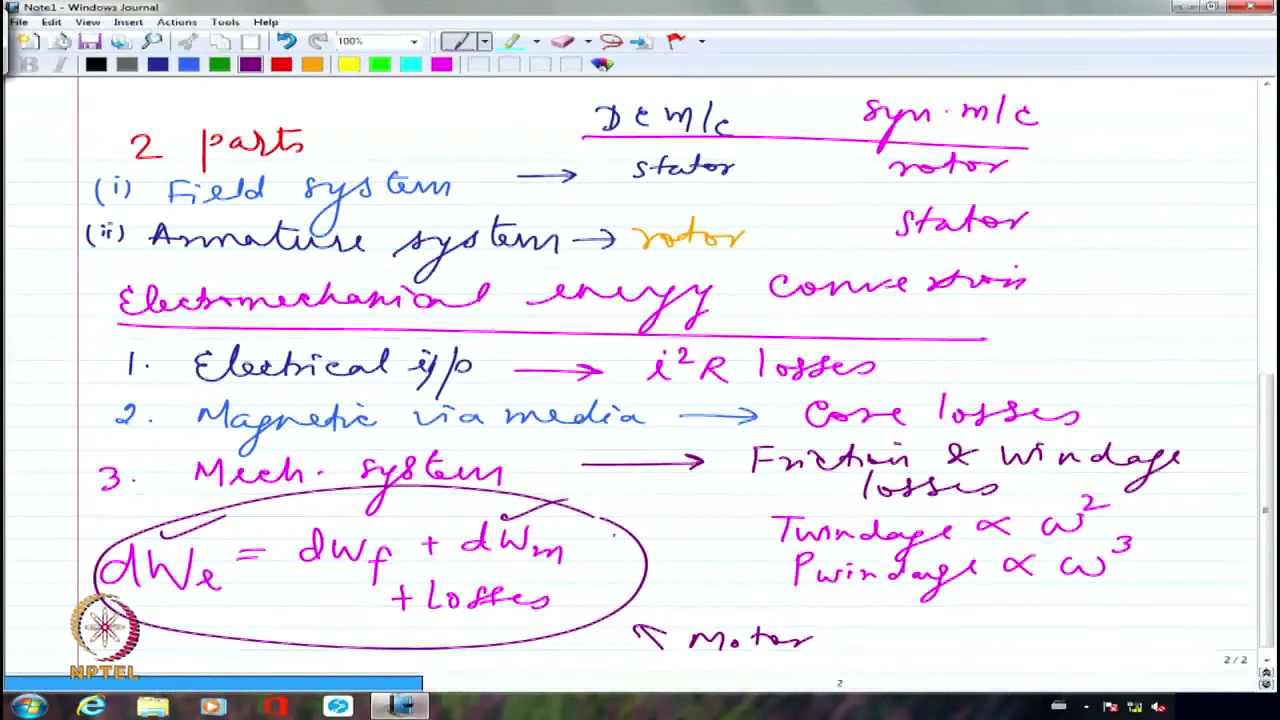 Note1 - Windows Journal
File Edit View Insert Actions Tools Help
100%
DC M/C syn. m/c
2 parts
(i) Field system → stator rotor
(ii) Armature system → rotor stator
Electromechanical energy conversion
1. Electrical i/p → i²R losses
2. Magnetic via media → Core losses
3. Mech. system → Friction & windage
losses
Twindage ∝ ω²
Pwindage ∝ ω³
dWe = dWf + dWm
+ Losses
↖ Motor
NPTEL
2 / 2
2